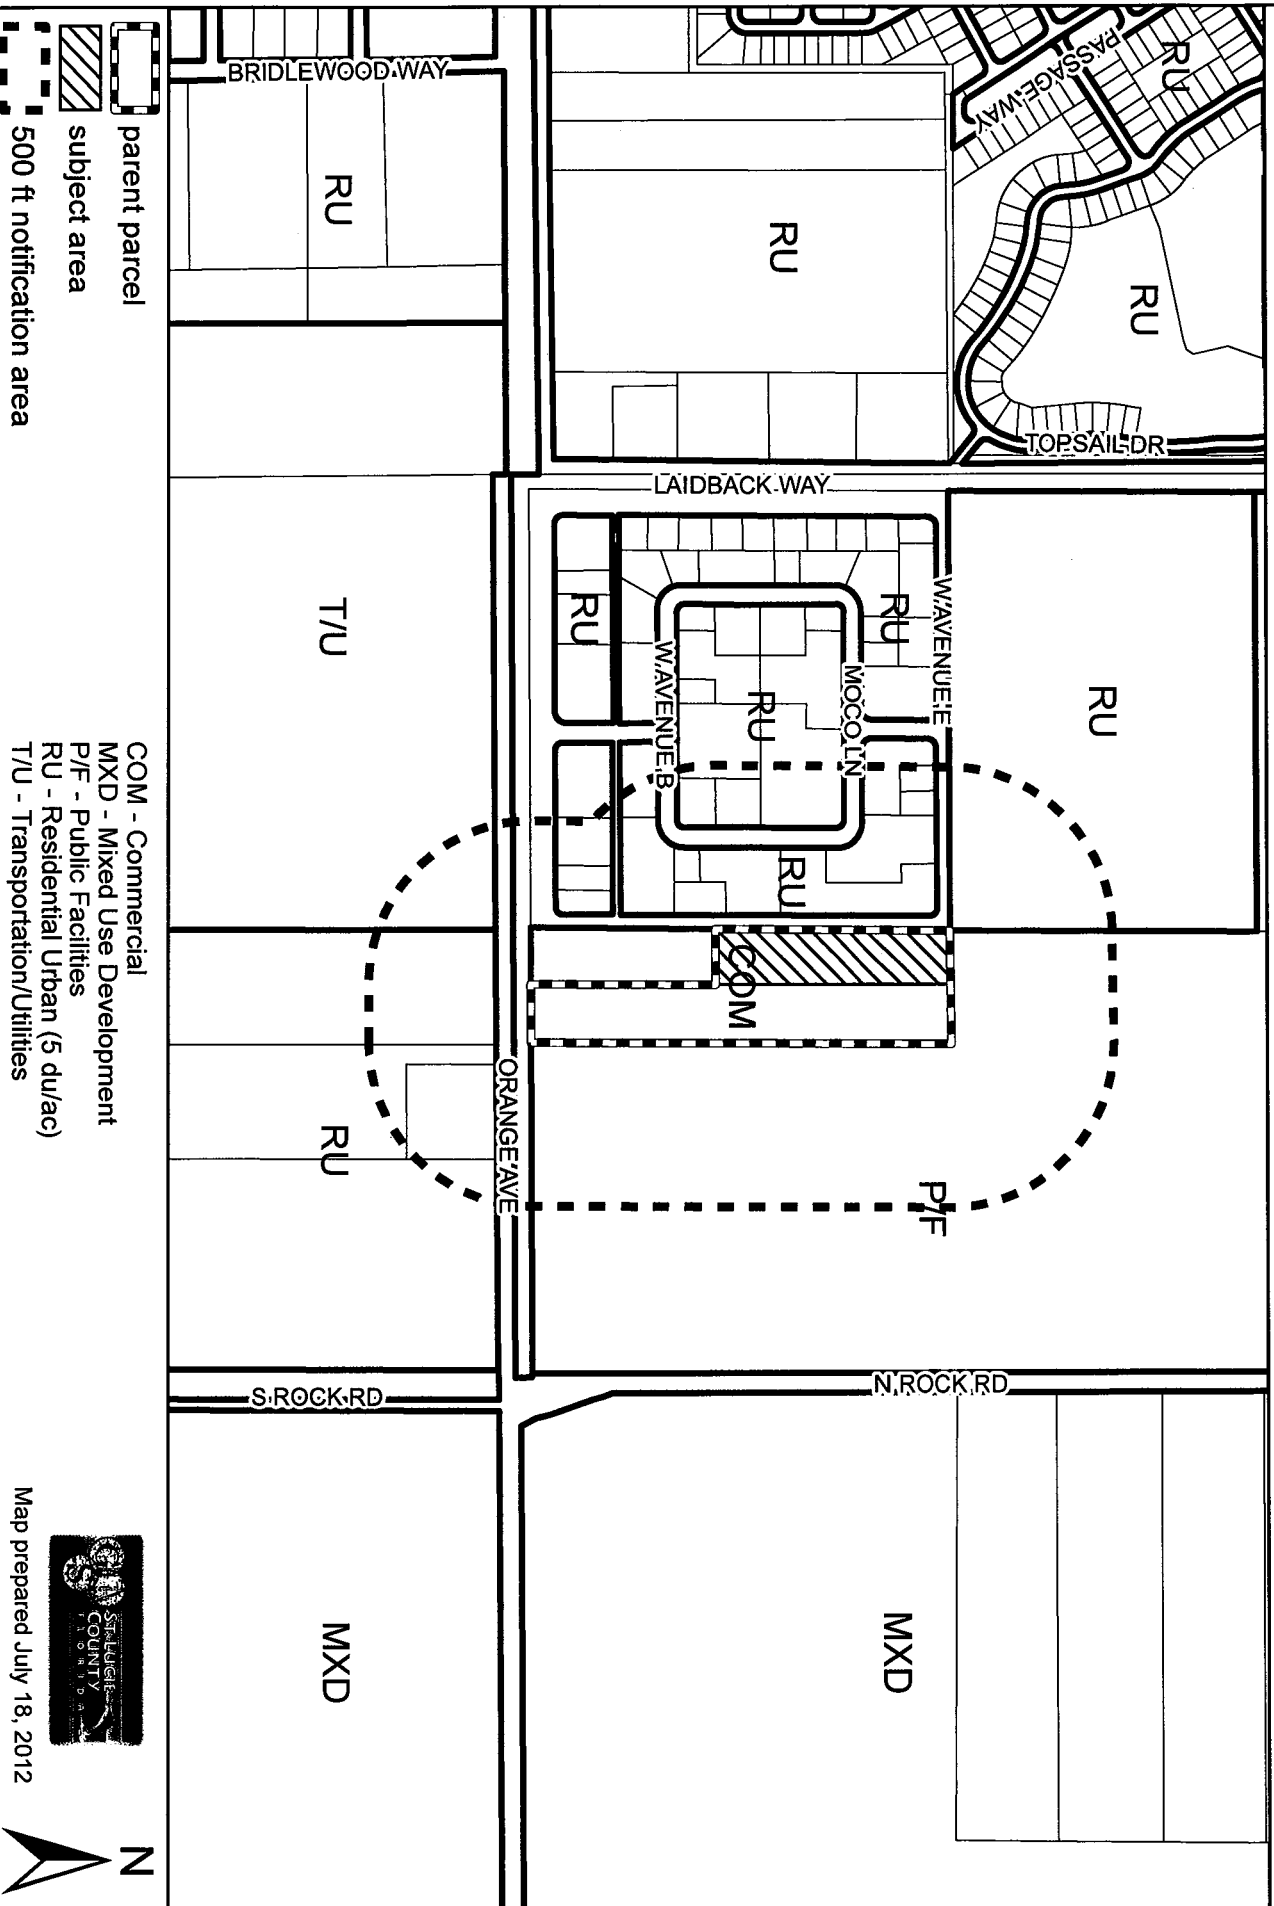 RU
PASSAGE WAY
RU
TOPSAIL DR
RU
BRIDLEWOOD WAY
RU
LAIDBACK WAY
RU
W AVENUE E
RU
MOCO LN
RU
W AVENUE B
RU
RU
T/U
COM
P/F
ORANGE AVE
RU
N ROCK RD
S ROCK RD
MXD
MXD
parent parcel
subject area
500 ft notification area
COM - Commercial
MXD - Mixed Use Development
P/F - Public Facilities
RU - Residential Urban (5 du/ac)
T/U - Transportation/Utilities
ST. LUCIE
COUNTY
FLORIDA
Map prepared July 18, 2012
N